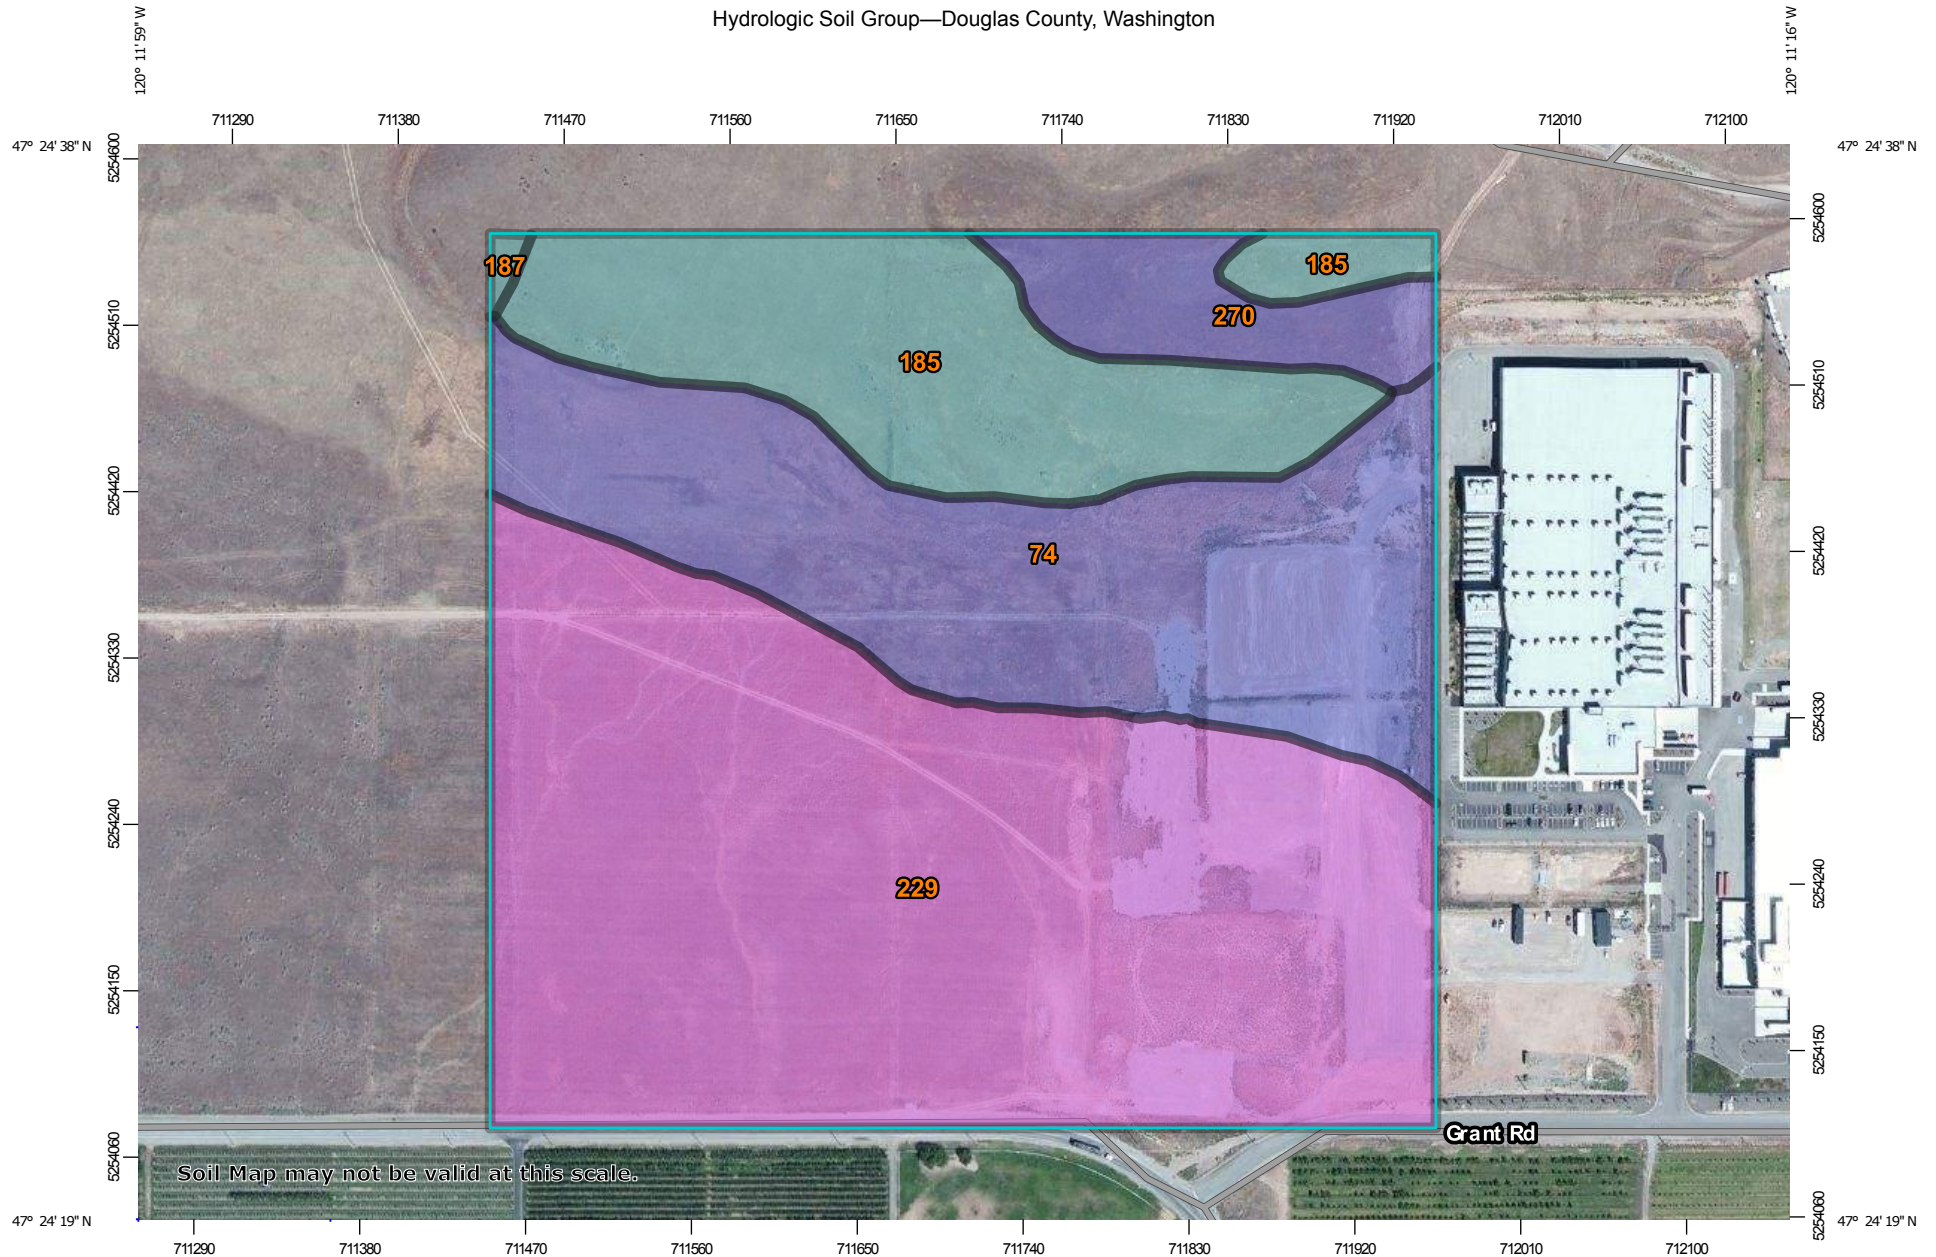 Hydrologic Soil Group—Douglas County, Washington
120° 11' 59" W
120° 11' 16" W
711290 711380 711470 711560 711650 711740 711830 711920 712010 712100
47° 24' 38" N
47° 24' 38" N
5254600
5254600
187
185
270
5254510
185
5254510
5254420
74
5254420
5254330
5254330
5254240
229
5254240
5254150
5254150
Grant Rd
5254060
Soil Map may not be valid at this scale.
5254060
47° 24' 19" N
47° 24' 19" N
711290 711380 711470 711560 711650 711740 711830 711920 712010 712100